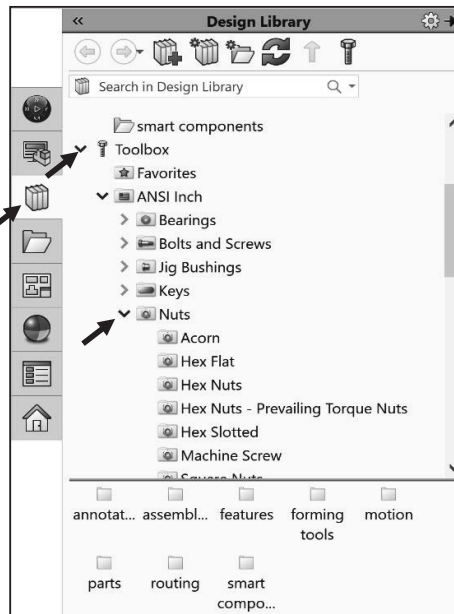 Design Library
Search in Design Library
smart components
Toolbox
Favorites
ANSI Inch
Bearings
Bolts and Screws
Jig Bushings
Keys
Nuts
Acorn
Hex Flat
Hex Nuts
Hex Nuts - Prevailing Torque Nuts
Hex Slotted
Machine Screw
Square Nuts
annotat... assembl... features forming tools motion
parts routing smart compo...